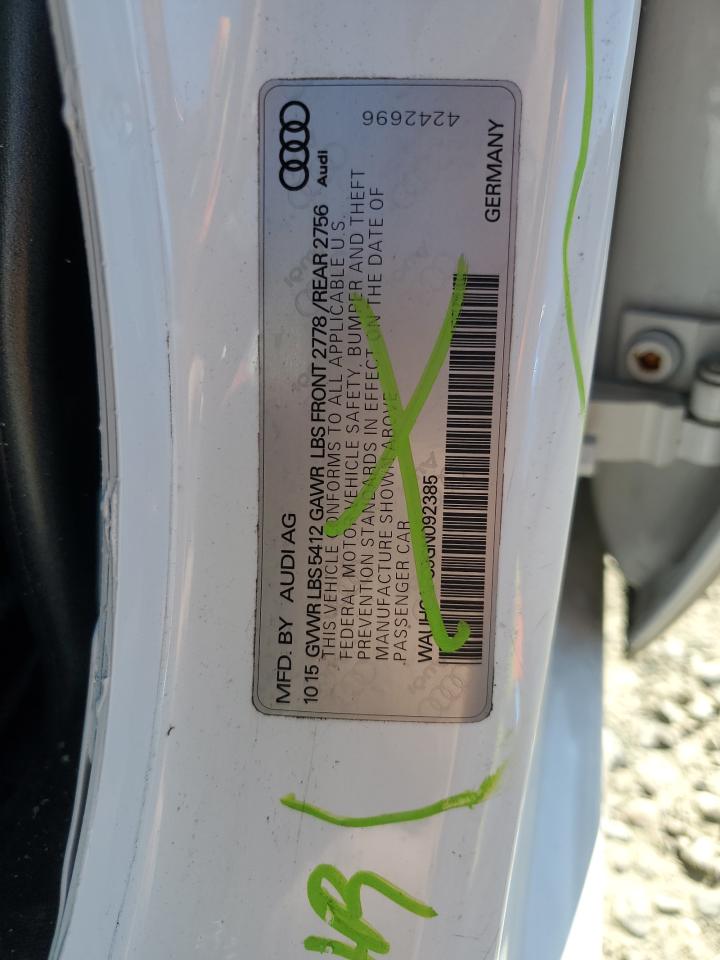 MFD. BY AUDI AG
Audi
10 15 GVWR LBS 5412 GAWR LBS FRONT 2778 /REAR 2756
THIS VEHICLE CONFORMS TO ALL APPLICABLE U.S.
FEDERAL MOTOR VEHICLE SAFETY, BUMPER AND THEFT
PREVENTION STANDARDS IN EFFECT ON THE DATE OF
MANUFACTURE SHOWN ABOVE
PASSENGER CAR
4242696
GERMANY